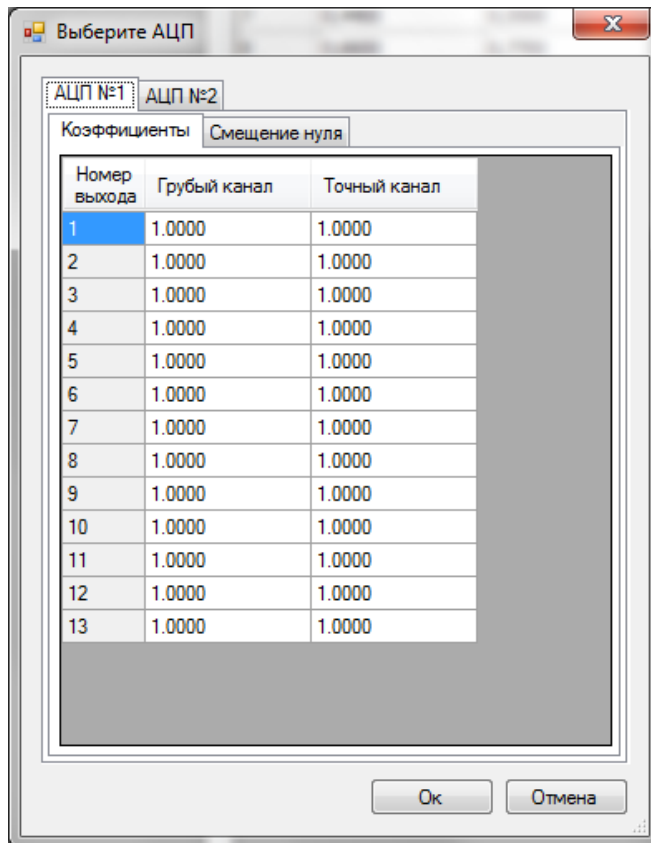 Выберите АЦП
АЦП №1 АЦП №2
Коэффициенты Смещение нуля
Номер выхода Грубый канал Точный канал
1 1.0000 1.0000
2 1.0000 1.0000
3 1.0000 1.0000
4 1.0000 1.0000
5 1.0000 1.0000
6 1.0000 1.0000
7 1.0000 1.0000
8 1.0000 1.0000
9 1.0000 1.0000
10 1.0000 1.0000
11 1.0000 1.0000
12 1.0000 1.0000
13 1.0000 1.0000
Ок Отмена